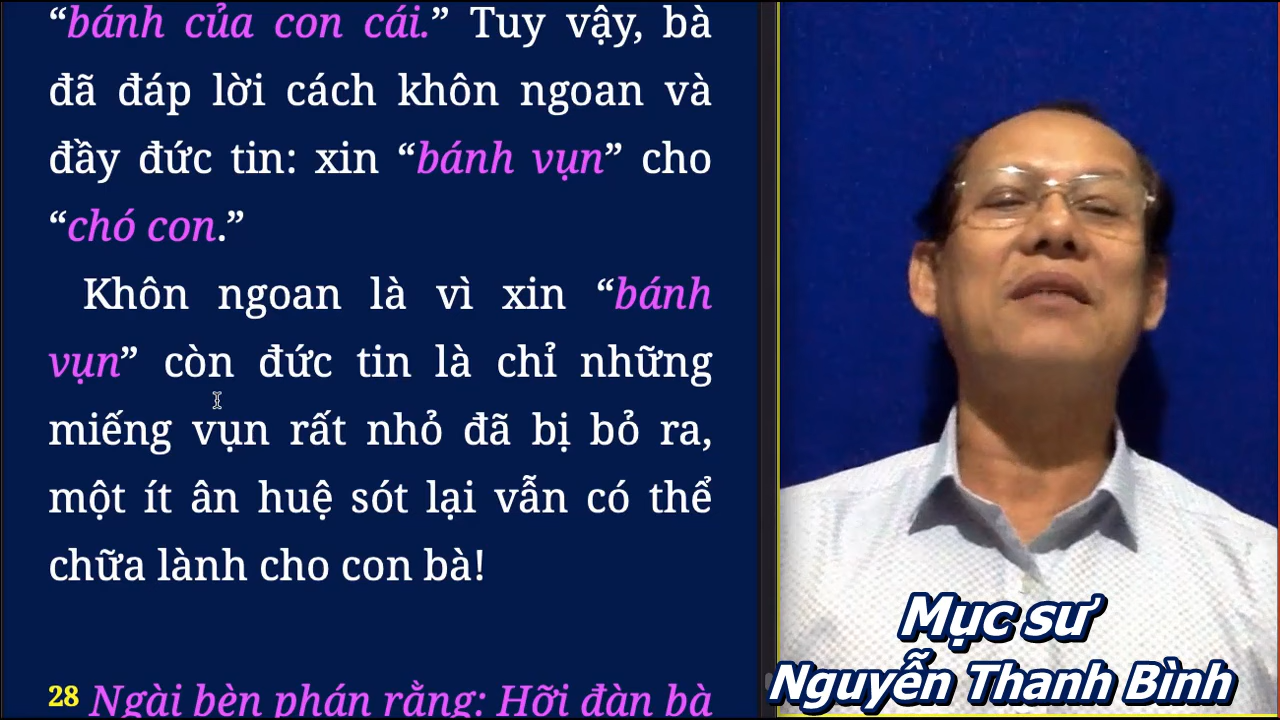 “bánh của con cái.” Tuy vậy, bà
đã đáp lời cách khôn ngoan và
đầy đức tin: xin “bánh vụn” cho
“chó con.”
Khôn ngoan là vì xin “bánh
vụn” còn đức tin là chỉ những
miếng vụn rất nhỏ đã bị bỏ ra,
một ít ân huệ sót lại vẫn có thể
chữa lành cho con bà!
28 Ngài bèn phán rằng: Hỡi đàn bà
Mục sư
Nguyễn Thanh Bình